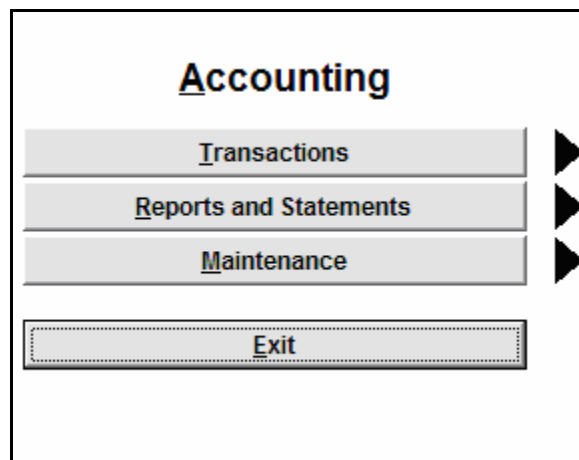 Accounting
Transactions
Reports and Statements
Maintenance
Exit